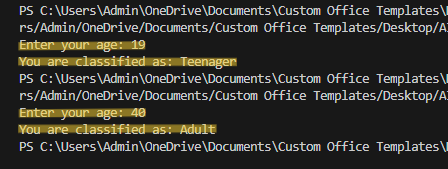 PS C:\Users\Admin\OneDrive\Documents\Custom Office Templates\
rs/Admin/OneDrive/Documents/Custom Office Templates/Desktop/A
Enter your age: 19
You are classified as: Teenager
PS C:\Users\Admin\OneDrive\Documents\Custom Office Templates\
rs/Admin/OneDrive/Documents/Custom Office Templates/Desktop/A
Enter your age: 40
You are classified as: Adult
PS C:\Users\Admin\OneDrive\Documents\Custom Office Templates\